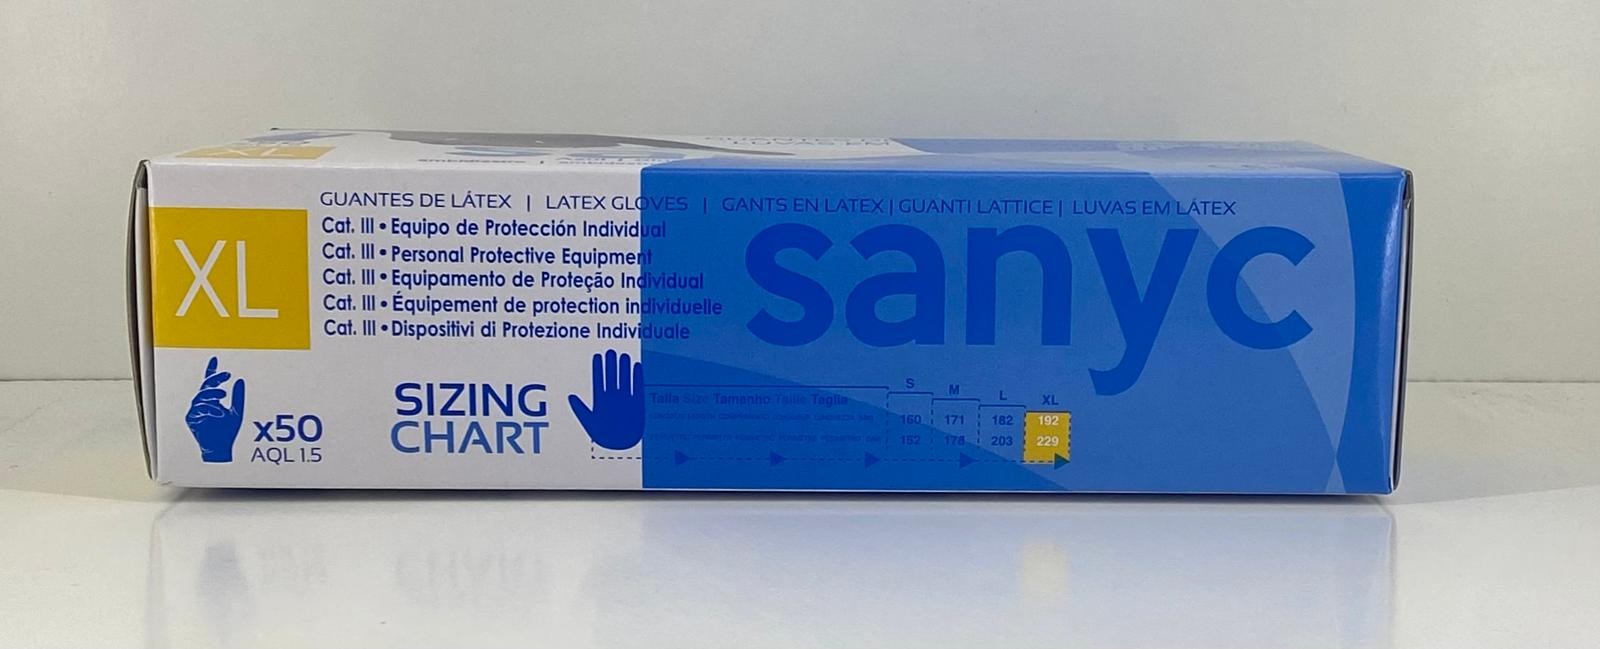 XL
GUANTES DE LÁTEX | LATEX GLOVES | GANTS EN LATEX | GUANTI LATTICE | LUVAS EM LÁTEX
Cat. III • Equipo de Protección Individual
Cat. III • Personal Protective Equipment
Cat. III • Equipamento de Proteção Individual
Cat. III • Équipement de protection individuelle
Cat. III • Dispositivi di Protezione Individuale
XL
sanyc
x50
AQL 1.5
SIZING
CHART
S M L XL
Talla Size Tamanho Taille Taglia
160 171 182 192
152 178 203 229